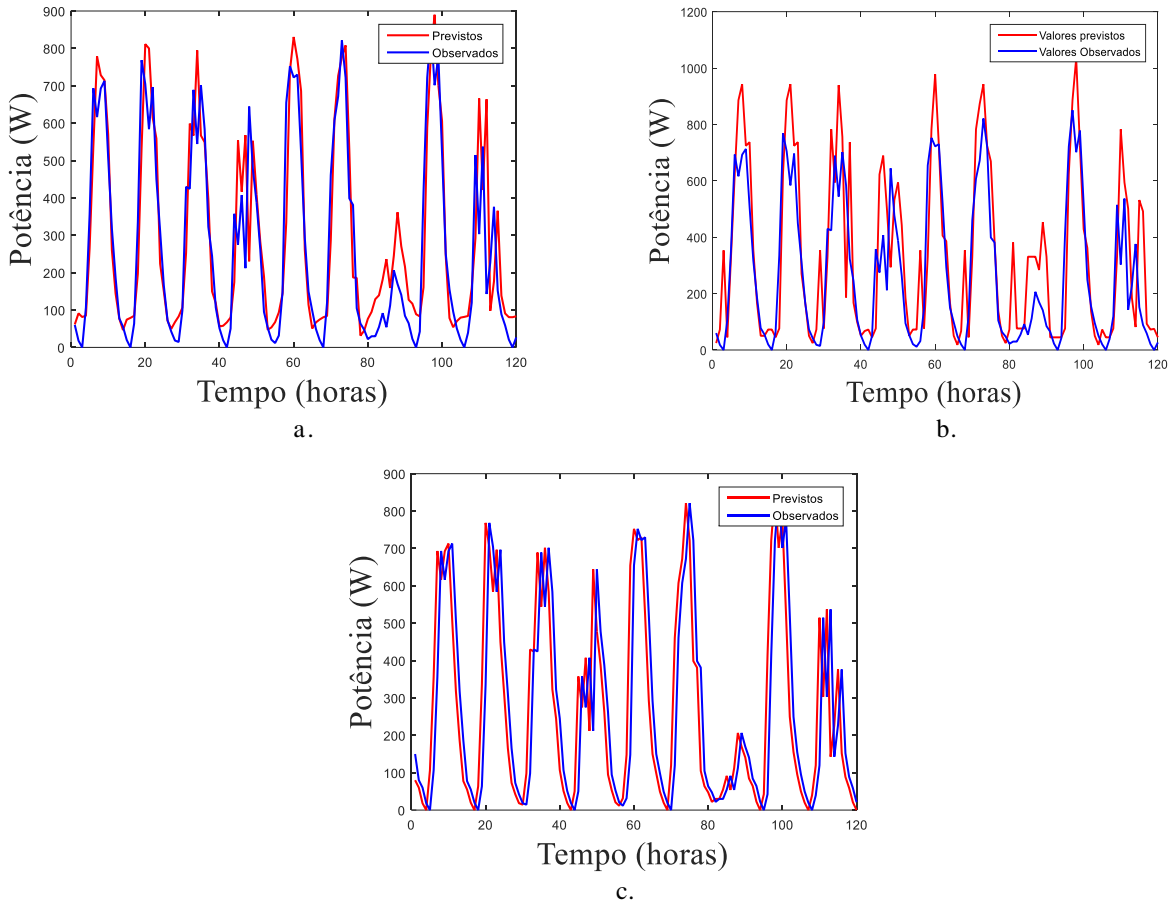 900
800
700
600
500
400
300
200
100
0
0 20 40 60 80 100 120
Potência (W)
Tempo (horas)
Previstos
Observados
a.
1200
1000
800
600
400
200
0
0 20 40 60 80 100 120
Potência (W)
Tempo (horas)
Valores previstos
Valores Observados
b.
900
800
700
600
500
400
300
200
100
0
0 20 40 60 80 100 120
Potência (W)
Tempo (horas)
Previstos
Observados
c.